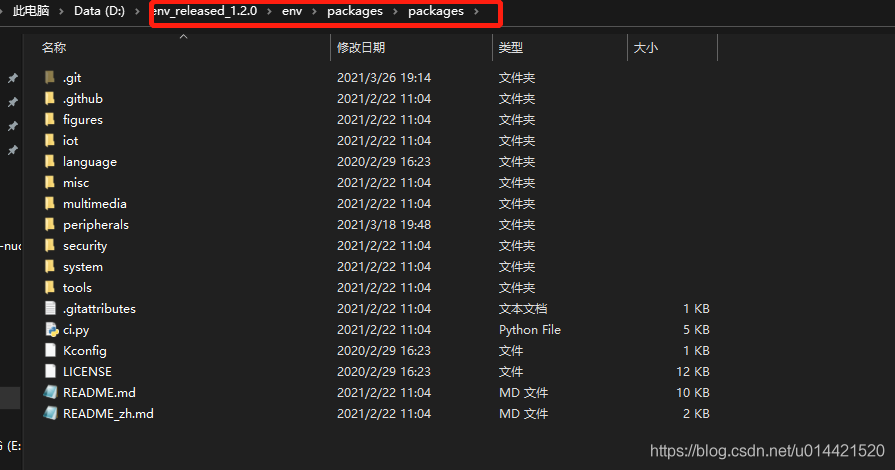 此电脑 > Data (D:) > env_released_1.2.0 > env > packages > packages >
名称 修改日期 类型 大小
.git 2021/3/26 19:14 文件夹
.github 2021/2/22 11:04 文件夹
figures 2021/2/22 11:04 文件夹
iot 2021/2/22 11:04 文件夹
language 2020/2/29 16:23 文件夹
misc 2021/2/22 11:04 文件夹
multimedia 2021/2/22 11:04 文件夹
peripherals 2021/3/18 19:48 文件夹
-nuc
security 2021/2/22 11:04 文件夹
system 2021/2/22 11:04 文件夹
tools 2021/2/22 11:04 文件夹
.gitattributes 2021/2/22 11:04 文本文档 1 KB
ci.py 2021/2/22 11:04 Python File 5 KB
Kconfig 2020/2/29 16:23 文件 1 KB
LICENSE 2020/2/29 16:23 文件 12 KB
README.md 2021/2/22 11:04 MD 文件 10 KB
README_zh.md 2021/2/22 11:04 MD 文件 2 KB
G (E:
https://blog.csdn.net/u014421520